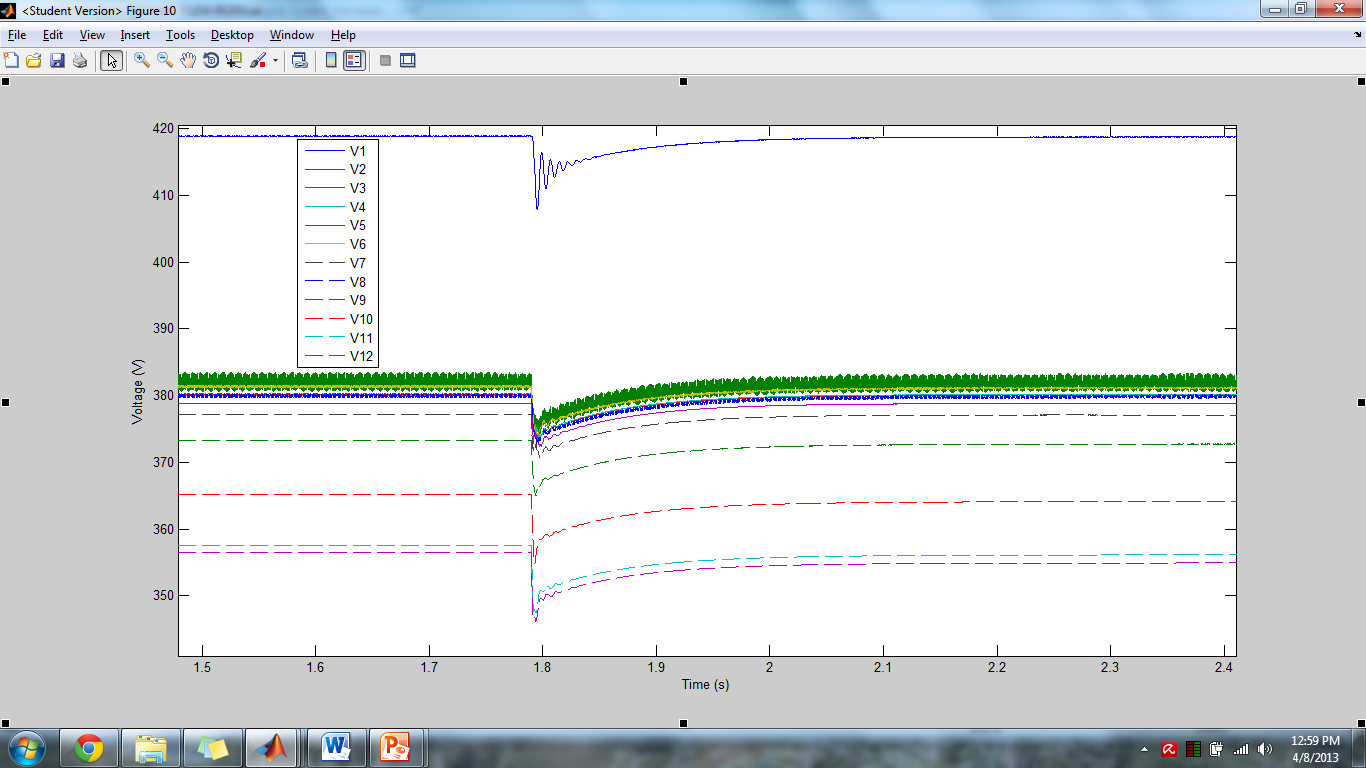 <Student Version> Figure 10
File Edit View Insert Tools Desktop Window Help
420
410
400
390
380
370
360
350
Voltage (V)
V1
V2
V3
V4
V5
V6
V7
V8
V9
V10
V11
V12
1.5 1.6 1.7 1.8 1.9 2 2.1 2.2 2.3 2.4
Time (s)
12:59 PM
4/8/2013